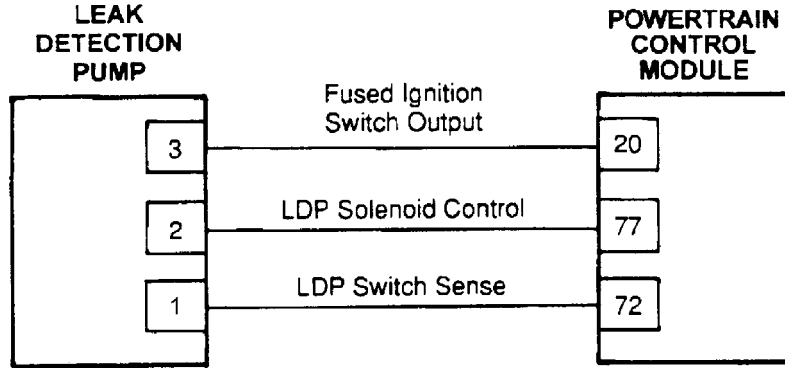 LEAK
DETECTION
PUMP
POWERTRAIN
CONTROL
MODULE
Fused Ignition
Switch Output
3
20
LDP Solenoid Control
2
77
LDP Switch Sense
1
72